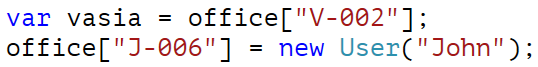 var vasia = office["V-002"];
office["J-006"] = new User("John");